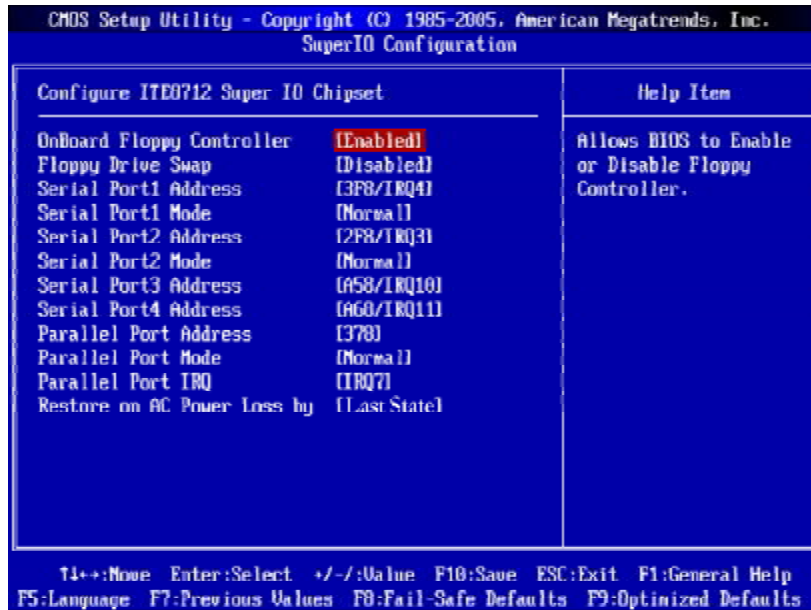 CMOS Setup Utility - Copyright (C) 1985-2005, American Megatrends, Inc.
SuperIO Configuration
Configure ITE8712 Super IO Chipset
Help Item
OnBoard Floppy Controller [Enabled]
Allows BIOS to Enable
Floppy Drive Swap [Disabled]
or Disable Floppy
Serial Port1 Address [3F8/IRQ4]
Controller.
Serial Port1 Mode [Normal]
Serial Port2 Address [2F8/IRQ3]
Serial Port2 Mode [Normal]
Serial Port3 Address [A58/IRQ10]
Serial Port4 Address [A60/IRQ11]
Parallel Port Address [378]
Parallel Port Mode [Normal]
Parallel Port IRQ [IRQ7]
Restore on AC Power Loss by [Last State]
↑↓←→:Move Enter:Select +/-/:Value F10:Save ESC:Exit F1:General Help
F5:Language F7:Previous Values F8:Fail-Safe Defaults F9:Optimized Defaults